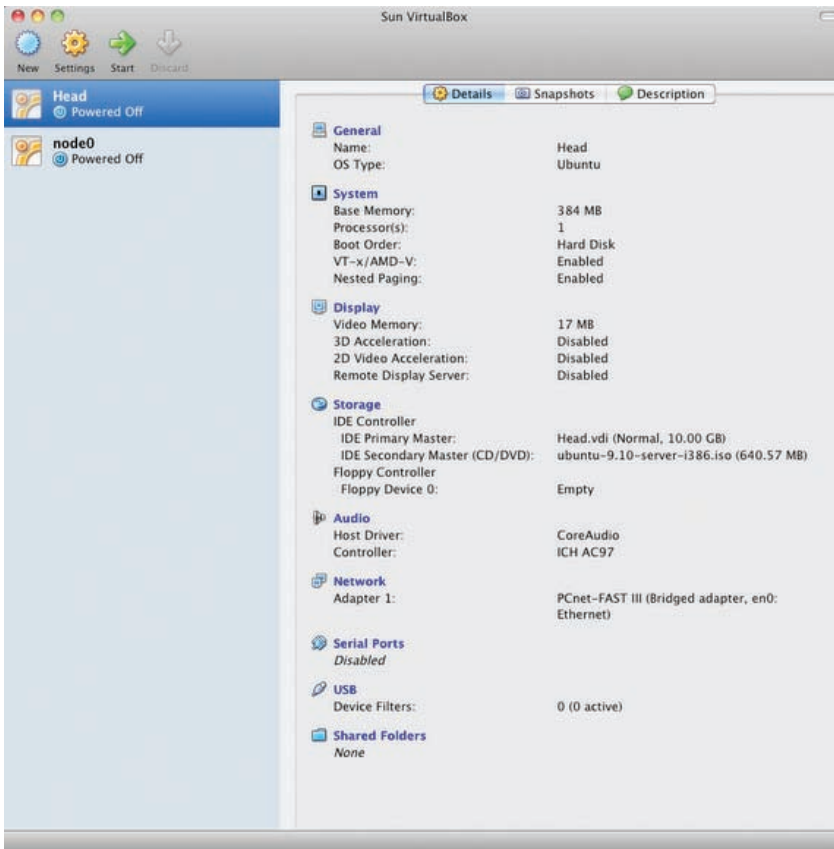 Sun VirtualBox
New Settings Start Discard
Head
Powered Off
node0
Powered Off
Details Snapshots Description
General
Name: Head
OS Type: Ubuntu
System
Base Memory: 384 MB
Processor(s): 1
Boot Order: Hard Disk
VT-x/AMD-V: Enabled
Nested Paging: Enabled
Display
Video Memory: 17 MB
3D Acceleration: Disabled
2D Video Acceleration: Disabled
Remote Display Server: Disabled
Storage
IDE Controller
IDE Primary Master: Head.vdi (Normal, 10.00 GB)
IDE Secondary Master (CD/DVD): ubuntu-9.10-server-i386.iso (640.57 MB)
Floppy Controller
Floppy Device 0: Empty
Audio
Host Driver: CoreAudio
Controller: ICH AC97
Network
Adapter 1: PCnet-FAST III (Bridged adapter, en0:
Ethernet)
Serial Ports
Disabled
USB
Device Filters: 0 (0 active)
Shared Folders
None